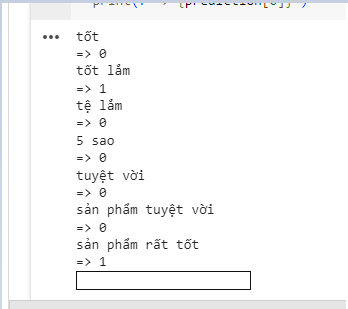 print(f"=> {prediction[0]}")
tốt
=> 0
tốt lắm
=> 1
tệ lắm
=> 0
5 sao
=> 0
tuyệt vời
=> 0
sản phẩm tuyệt vời
=> 0
sản phẩm rất tốt
=> 1